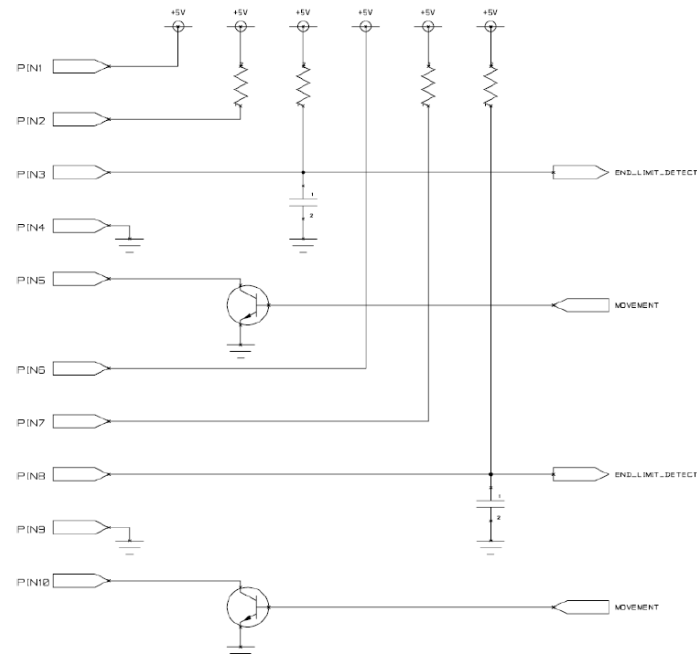 +5V +5V +5V +5V +5V +5V
PIN1
PIN2
PIN3 END_LIMIT_DETECT
1
2
PIN4
PIN5
MOVEMENT
PIN6
PIN7
PIN8 END_LIMIT_DETECT
1
2
PIN9
PIN10
MOVEMENT